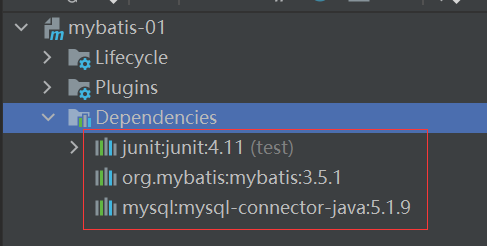 mybatis-01
Lifecycle
Plugins
Dependencies
junit:junit:4.11 (test)
org.mybatis:mybatis:3.5.1
mysql:mysql-connector-java:5.1.9